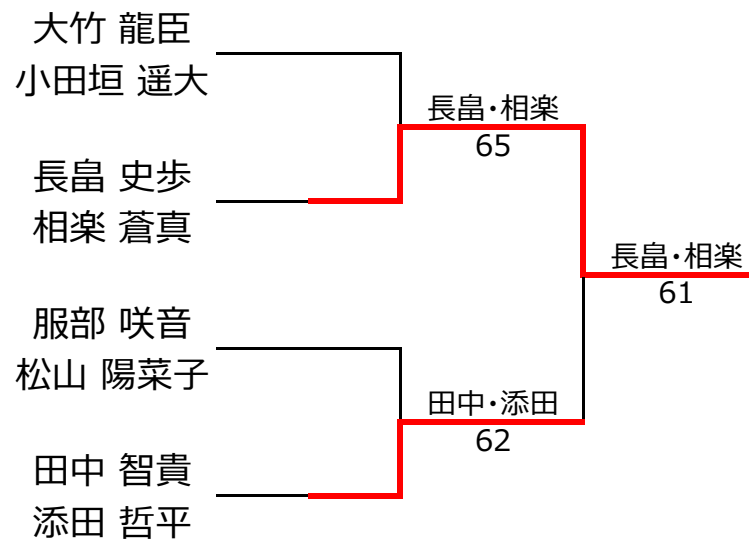 大竹 龍臣
小田垣 遥大
長畠・相楽
65
長畠 史歩
相楽 蒼真
長畠・相楽
61
服部 咲音
松山 陽菜子
田中・添田
62
田中 智貴
添田 哲平